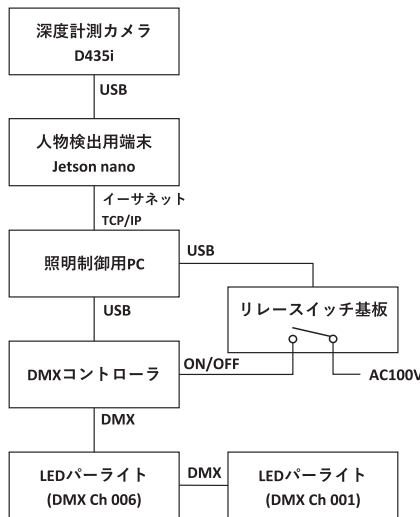 深度計測カメラ
D435i
USB
人物検出用端末
Jetson nano
イーサネット
TCP/IP
照明制御用PC
USB
USB
リレースイッチ基板
DMXコントローラ
ON/OFF
AC100V
DMX
LEDパーライト
(DMX Ch 006)
DMX
LEDパーライト
(DMX Ch 001)